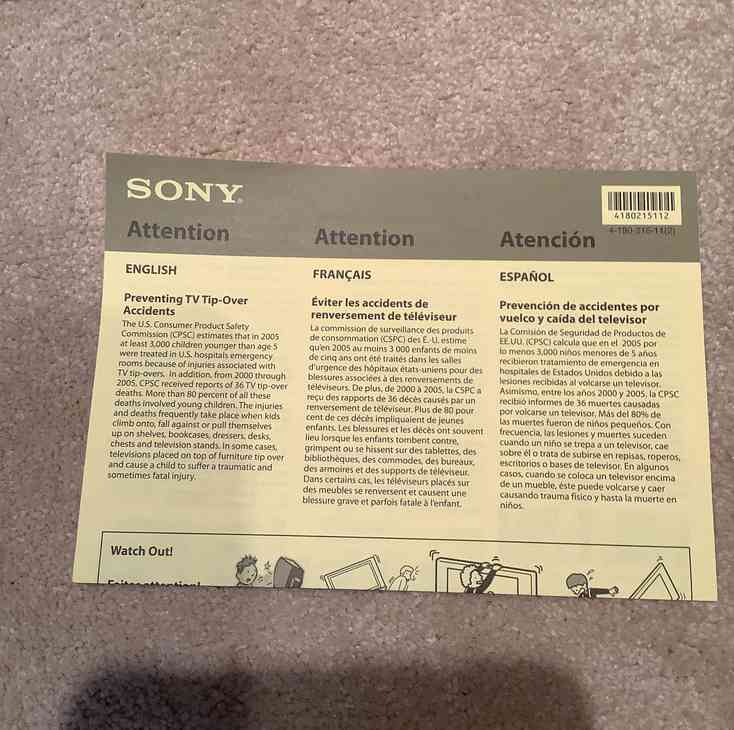 SONY®
4180215112
4-180-316-11(2)
Attention
Attention
Atención
ENGLISH
Preventing TV Tip-Over
Accidents
The U.S. Consumer Product Safety
Commission (CPSC) estimates that in 2005
at least 3,000 children younger than age 5
were treated in U.S. hospitals emergency
rooms because of injuries associated with
TV tip-overs. In addition, from 2000 through
2005, CPSC received reports of 36 TV tip-over
deaths. More than 80 percent of all these
deaths involved young children. The injuries
and deaths frequently take place when kids
climb onto, fall against or pull themselves
up on shelves, bookcases, dressers, desks,
chests and television stands. In some cases,
televisions placed on top of furniture tip over
and cause a child to suffer a traumatic and
sometimes fatal injury.
FRANÇAIS
Éviter les accidents de
renversement de téléviseur
La commission de surveillance des produits
de consommation (CSPC) des É.-U. estime
qu'en 2005 au moins 3 000 enfants de moins
de cinq ans ont été traités dans les salles
d'urgence des hôpitaux états-uniens pour des
blessures associées à des renversements de
téléviseurs. De plus, de 2000 à 2005, la CSPC a
reçu des rapports de 36 décès causés par un
renversement de téléviseur. Plus de 80 pour
cent de ces décès impliquaient de jeunes
enfants. Les blessures et les décès ont souvent
lieu lorsque les enfants tombent contre,
grimpent ou se hissent sur des tablettes, des
bibliothèques, des commodes, des bureaux,
des armoires et des supports de téléviseur.
Dans certains cas, les téléviseurs placés sur
des meubles se renversent et causent une
blessure grave et parfois fatale à l'enfant.
ESPAÑOL
Prevención de accidentes por
vuelco y caída del televisor
La Comisión de Seguridad de Productos de
EE.UU. (CPSC) calcula que en el 2005 por
lo menos 3,000 niños menores de 5 años
recibieron tratamiento de emergencia en
hospitales de Estados Unidos debido a las
lesiones recibidas al volcarse un televisor.
Asimismo, entre los años 2000 y 2005, la CPSC
recibió informes de 36 muertes causadas
por volcarse un televisor. Más del 80% de
las muertes fueron de niños pequeños. Con
frecuencia, las lesiones y muertes suceden
cuando un niño se trepa a un televisor, cae
sobre él o trata de subirse en repisas, roperos,
escritorios o bases de televisor. En algunos
casos, cuando se coloca un televisor encima
de un mueble, éste puede volcarse y caer
causando trauma físico y hasta la muerte en
niños.
Watch Out!
Faites attention!